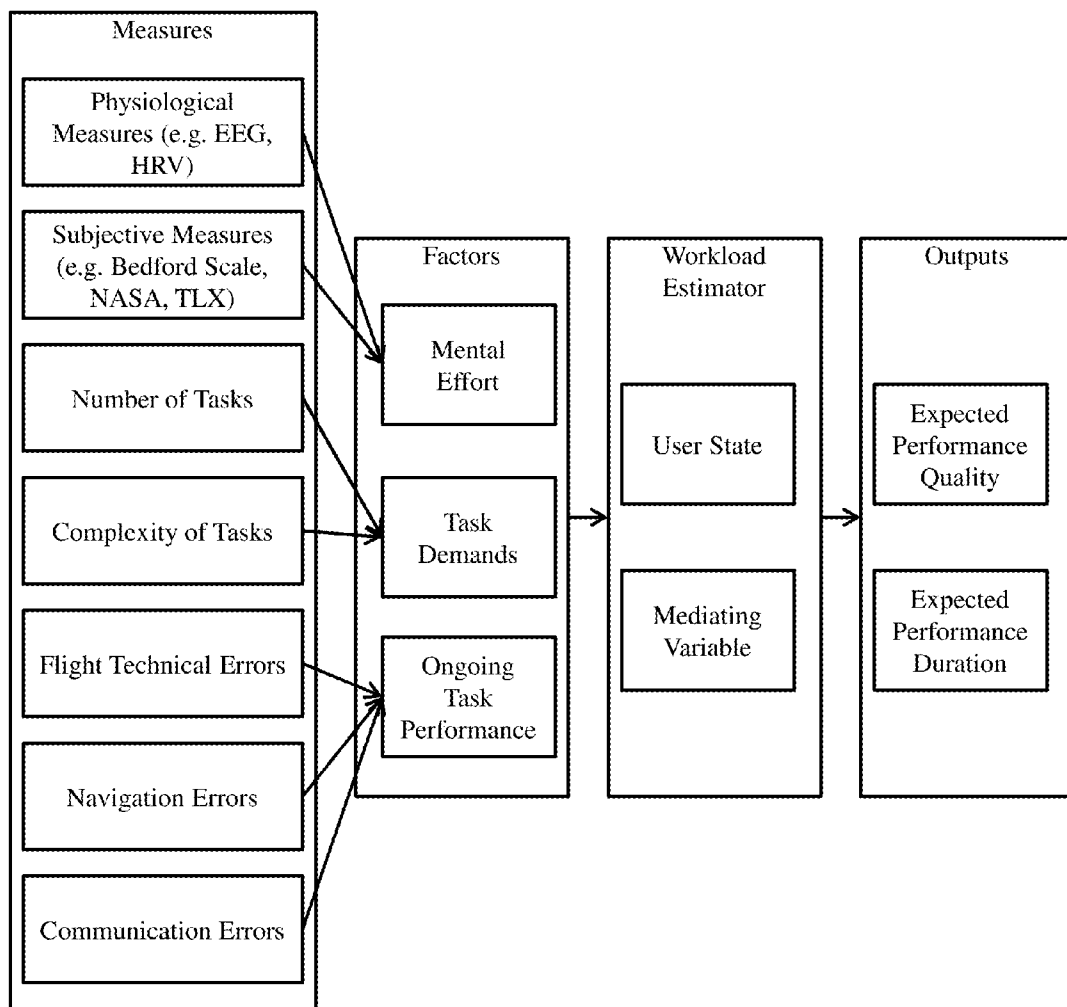 Measures
Physiological
Measures (e.g. EEG,
HRV)
Subjective Measures
(e.g. Bedford Scale,
NASA, TLX)
Number of Tasks
Complexity of Tasks
Flight Technical Errors
Navigation Errors
Communication Errors
Factors
Mental
Effort
Task
Demands
Ongoing
Task
Performance
Workload
Estimator
User State
Mediating
Variable
Outputs
Expected
Performance
Quality
Expected
Performance
Duration